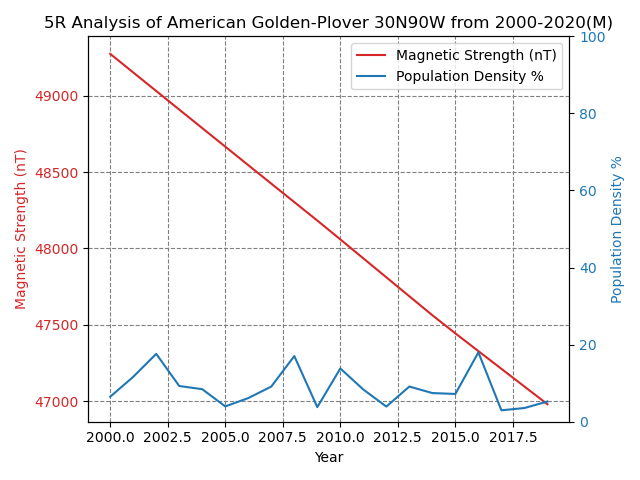 5R Analysis of American Golden-Plover 30N90W from 2000-2020(M)
Magnetic Strength (nT)
Population Density %
Magnetic Strength (nT)
49000
48500
48000
47500
47000
Population Density %
100
80
60
40
20
0
2000.0 2002.5 2005.0 2007.5 2010.0 2012.5 2015.0 2017.5
Year